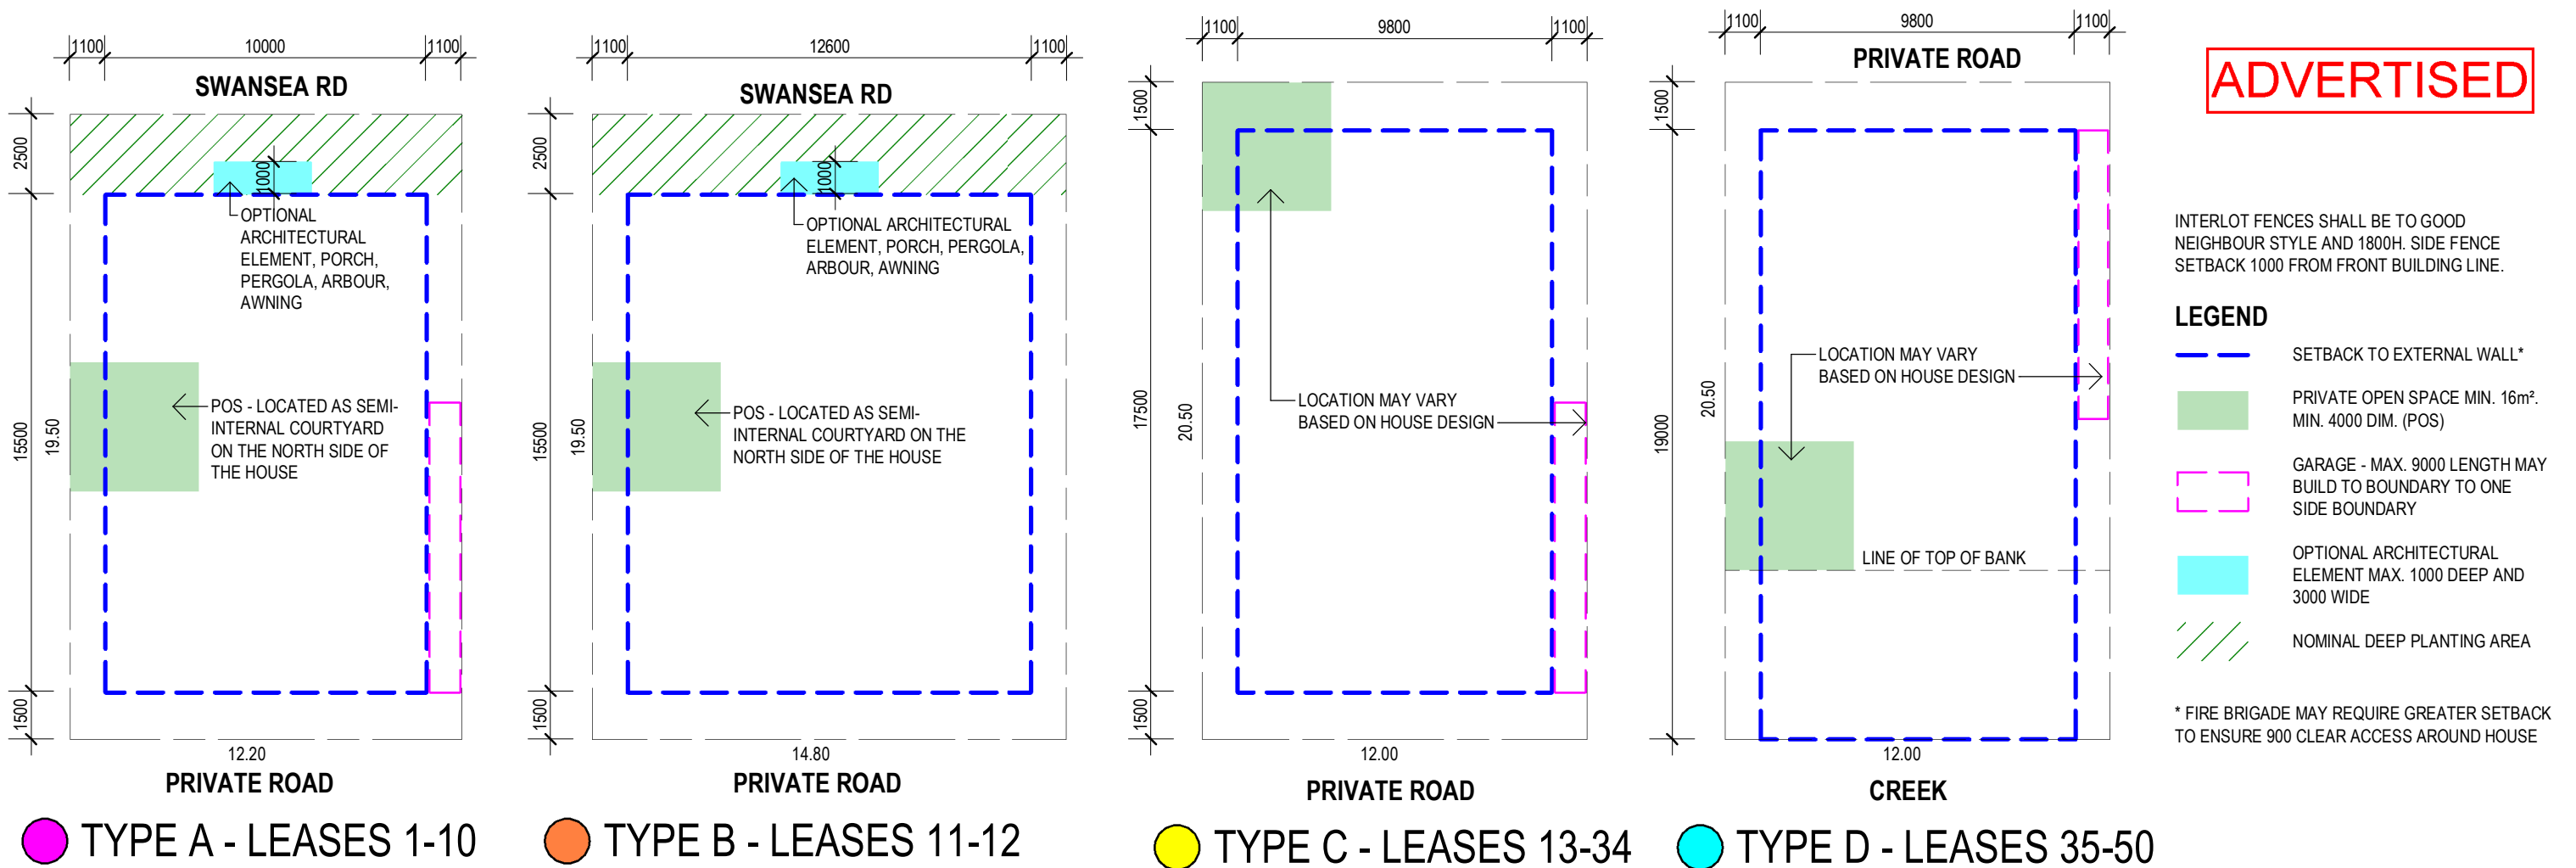 1100 10000 1100
SWANSEA RD
2500
1000
OPTIONAL
ARCHITECTURAL
ELEMENT, PORCH,
PERGOLA, ARBOUR,
AWNING
POS - LOCATED AS SEMI-
INTERNAL COURTYARD
ON THE NORTH SIDE OF
THE HOUSE
15500
19.50
1500
12.20
PRIVATE ROAD
TYPE A - LEASES 1-10
1100 12600 1100
SWANSEA RD
2500
1000
OPTIONAL ARCHITECTURAL
ELEMENT, PORCH, PERGOLA,
ARBOUR, AWNING
POS - LOCATED AS SEMI-
INTERNAL COURTYARD ON THE
NORTH SIDE OF THE HOUSE
15500
19.50
1500
14.80
PRIVATE ROAD
TYPE B - LEASES 11-12
1100 9800 1100
1500
17500
20.50
LOCATION MAY VARY
BASED ON HOUSE DESIGN
1500
12.00
PRIVATE ROAD
TYPE C - LEASES 13-34
1100 9800 1100
PRIVATE ROAD
1500
LOCATION MAY VARY
BASED ON HOUSE DESIGN
19000
20.50
LINE OF TOP OF BANK
12.00
CREEK
TYPE D - LEASES 35-50
ADVERTISED
INTERLOT FENCES SHALL BE TO GOOD
NEIGHBOUR STYLE AND 1800H. SIDE FENCE
SETBACK 1000 FROM FRONT BUILDING LINE.
LEGEND
SETBACK TO EXTERNAL WALL*
PRIVATE OPEN SPACE MIN. 16m².
MIN. 4000 DIM. (POS)
GARAGE - MAX. 9000 LENGTH MAY
BUILD TO BOUNDARY TO ONE
SIDE BOUNDARY
OPTIONAL ARCHITECTURAL
ELEMENT MAX. 1000 DEEP AND
3000 WIDE
NOMINAL DEEP PLANTING AREA
* FIRE BRIGADE MAY REQUIRE GREATER SETBACK
TO ENSURE 900 CLEAR ACCESS AROUND HOUSE